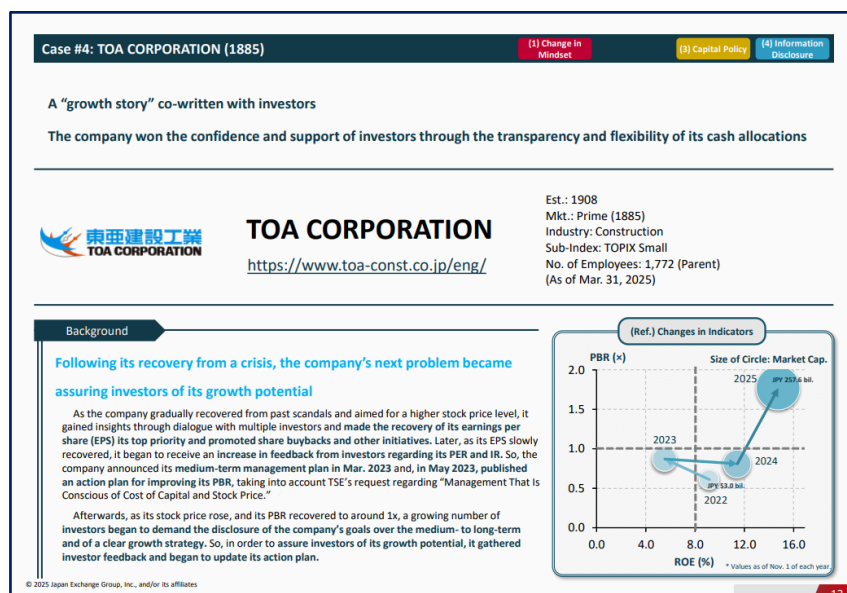 Case #4: TOA CORPORATION (1885)
(1) Change in
Mindset
(3) Capital Policy
(4) Information
Disclosure
A “growth story” co-written with investors
The company won the confidence and support of investors through the transparency and flexibility of its cash allocations
東亜建設工業
TOA CORPORATION
TOA CORPORATION
https://www.toa-const.co.jp/eng/
Est.: 1908
Mkt.: Prime (1885)
Industry: Construction
Sub-Index: TOPIX Small
No. of Employees: 1,772 (Parent)
(As of Mar. 31, 2025)
Background
Following its recovery from a crisis, the company’s next problem became
assuring investors of its growth potential
As the company gradually recovered from past scandals and aimed for a higher stock price level, it
gained insights through dialogue with multiple investors and made the recovery of its earnings per
share (EPS) its top priority and promoted share buybacks and other initiatives. Later, as its EPS slowly
recovered, it began to receive an increase in feedback from investors regarding its PER and IR. So, the
company announced its medium-term management plan in Mar. 2023 and, in May 2023, published
an action plan for improving its PBR, taking into account TSE’s request regarding “Management That Is
Conscious of Cost of Capital and Stock Price.”
Afterwards, as its stock price rose, and its PBR recovered to around 1x, a growing number of
investors began to demand the disclosure of the company’s goals over the medium- to long-term
and of a clear growth strategy. So, in order to assure investors of its growth potential, it gathered
investor feedback and began to update its action plan.
(Ref.) Changes in Indicators
PBR (×)
Size of Circle: Market Cap.
2.0
1.5
1.0
0.5
0.0
2025
JPY 257.6 bil.
2023
2024
JPY 53.0 bil.
2022
0.0
4.0
8.0
12.0
16.0
ROE (%)
* Values as of Nov. 1 of each year.
© 2025 Japan Exchange Group, Inc., and/or its affiliates